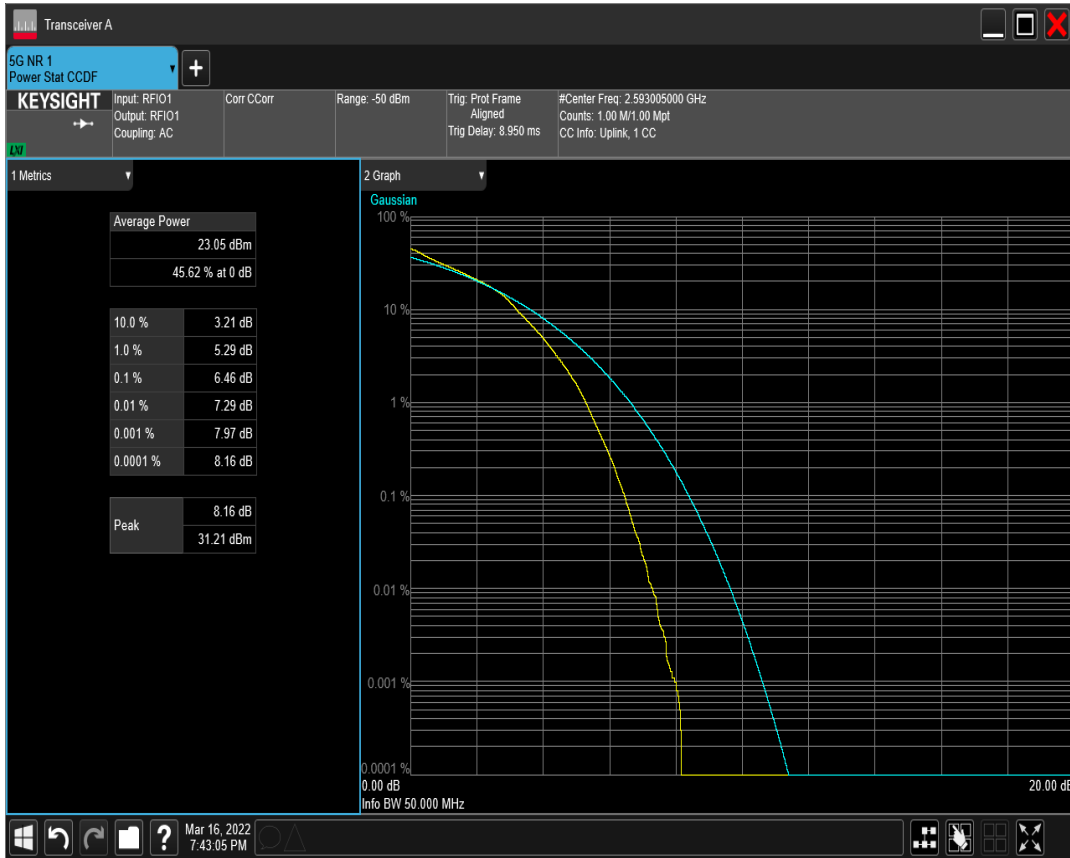 Transceiver A
5G NR 1
Power Stat CCDF
KEYSIGHT
LXI
Input: RFIO1
Output: RFIO1
Coupling: AC
Corr CCorr
Range: -50 dBm
Trig: Prot Frame
Aligned
Trig Delay: 8.950 ms
#Center Freq: 2.593005000 GHz
Counts: 1.00 M/1.00 Mpt
CC Info: Uplink, 1 CC
1 Metrics
Average Power
23.05 dBm
45.62 % at 0 dB
10.0 % 3.21 dB
1.0 % 5.29 dB
0.1 % 6.46 dB
0.01 % 7.29 dB
0.001 % 7.97 dB
0.0001 % 8.16 dB
Peak
8.16 dB
31.21 dBm
2 Graph
Gaussian
100 %
10 %
1 %
0.1 %
0.01 %
0.001 %
0.0001 %
0.00 dB 20.00 dB
Info BW 50.000 MHz
?
Mar 16, 2022
7:43:05 PM